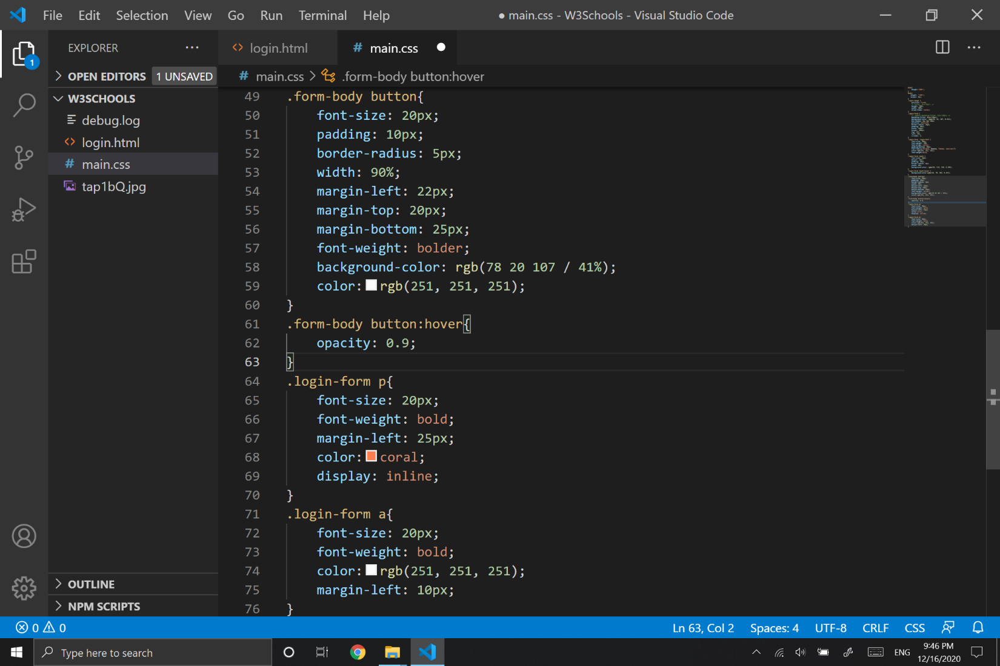 File Edit Selection View Go Run Terminal Help
● main.css - W3Schools - Visual Studio Code
EXPLORER
login.html
# main.css
1
OPEN EDITORS 1 UNSAVED
# main.css > .form-body button:hover
W3SCHOOLS
debug.log
login.html
# main.css
tap1bQ.jpg
49 .form-body button{
50 font-size: 20px;
51 padding: 10px;
52 border-radius: 5px;
53 width: 90%;
54 margin-left: 22px;
55 margin-top: 20px;
56 margin-bottom: 25px;
57 font-weight: bolder;
58 background-color: rgb(78 20 107 / 41%);
59 color: rgb(251, 251, 251);
60 }
61 .form-body button:hover{
62 opacity: 0.9;
63 }
64 .login-form p{
65 font-size: 20px;
66 font-weight: bold;
67 margin-left: 25px;
68 color: coral;
69 display: inline;
70 }
71 .login-form a{
72 font-size: 20px;
73 font-weight: bold;
74 color: rgb(251, 251, 251);
75 margin-left: 10px;
76 }
OUTLINE
NPM SCRIPTS
0 0
Ln 63, Col 2 Spaces: 4 UTF-8 CRLF CSS
Type here to search
ENG
9:46 PM
12/16/2020